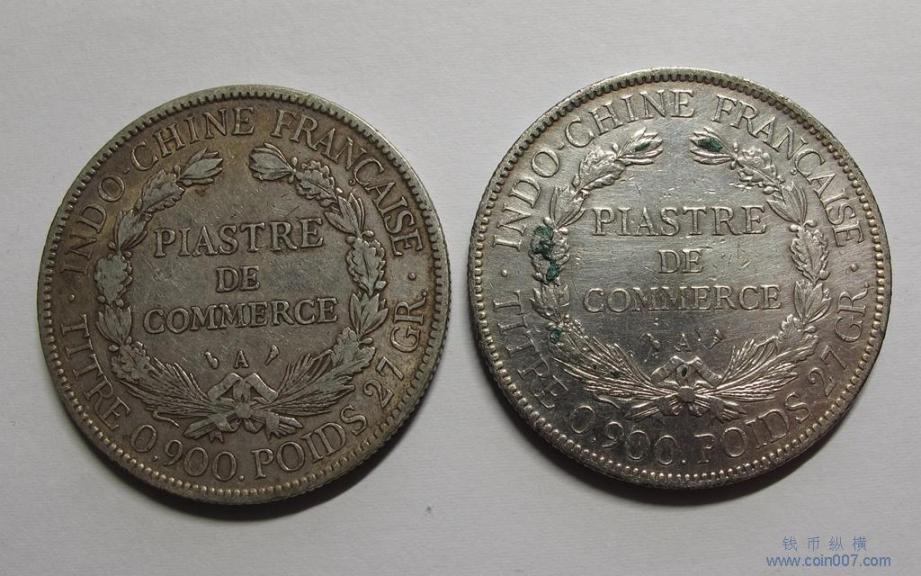 INDO-CHINE FRANÇAISE
PIASTRE
DE
COMMERCE
A
TITRE 0,900. POIDS 27 GR.
INDO-CHINE FRANÇAISE
PIASTRE
DE
COMMERCE
A
TITRE 0,900. POIDS 27 GR.
钱币纵横
www.coin007.com